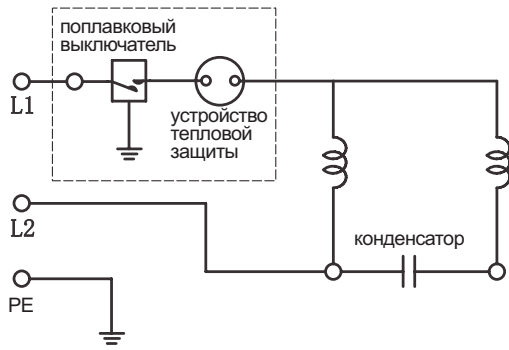 поплавковый
выключатель
L1
устройство
тепловой
защиты
L2
конденсатор
PE